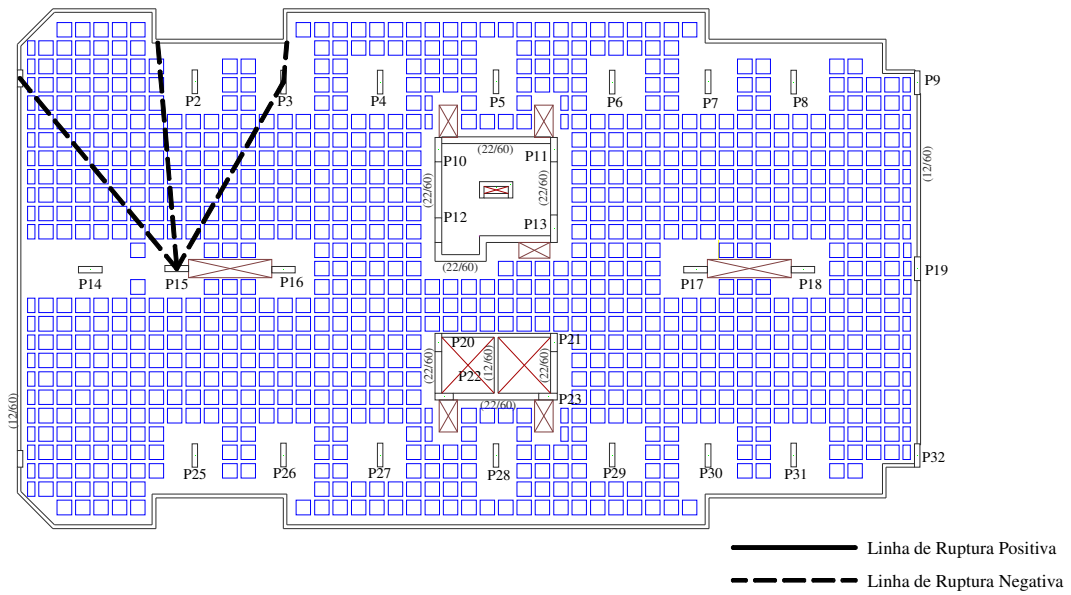 P2
P3
P4
P5
P6
P7
P8
P9
(22/60)
P10
P11
(12/60)
(22/60)
(22/60)
P12
P13
(22/60)
P14
P15
P16
P17
P18
P19
P20
P21
(22/60)
(12/60)
(22/60)
P22
P23
(22/60)
(12/60)
P25
P26
P27
P28
P29
P30
P31
P32
Linha de Ruptura Positiva
Linha de Ruptura Negativa